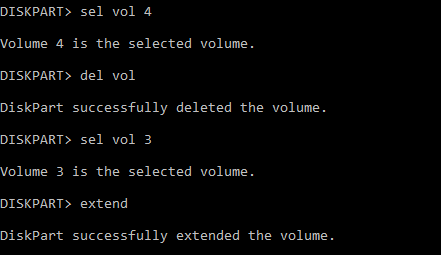 DISKPART> sel vol 4
Volume 4 is the selected volume.
DISKPART> del vol
DiskPart successfully deleted the volume.
DISKPART> sel vol 3
Volume 3 is the selected volume.
DISKPART> extend
DiskPart successfully extended the volume.